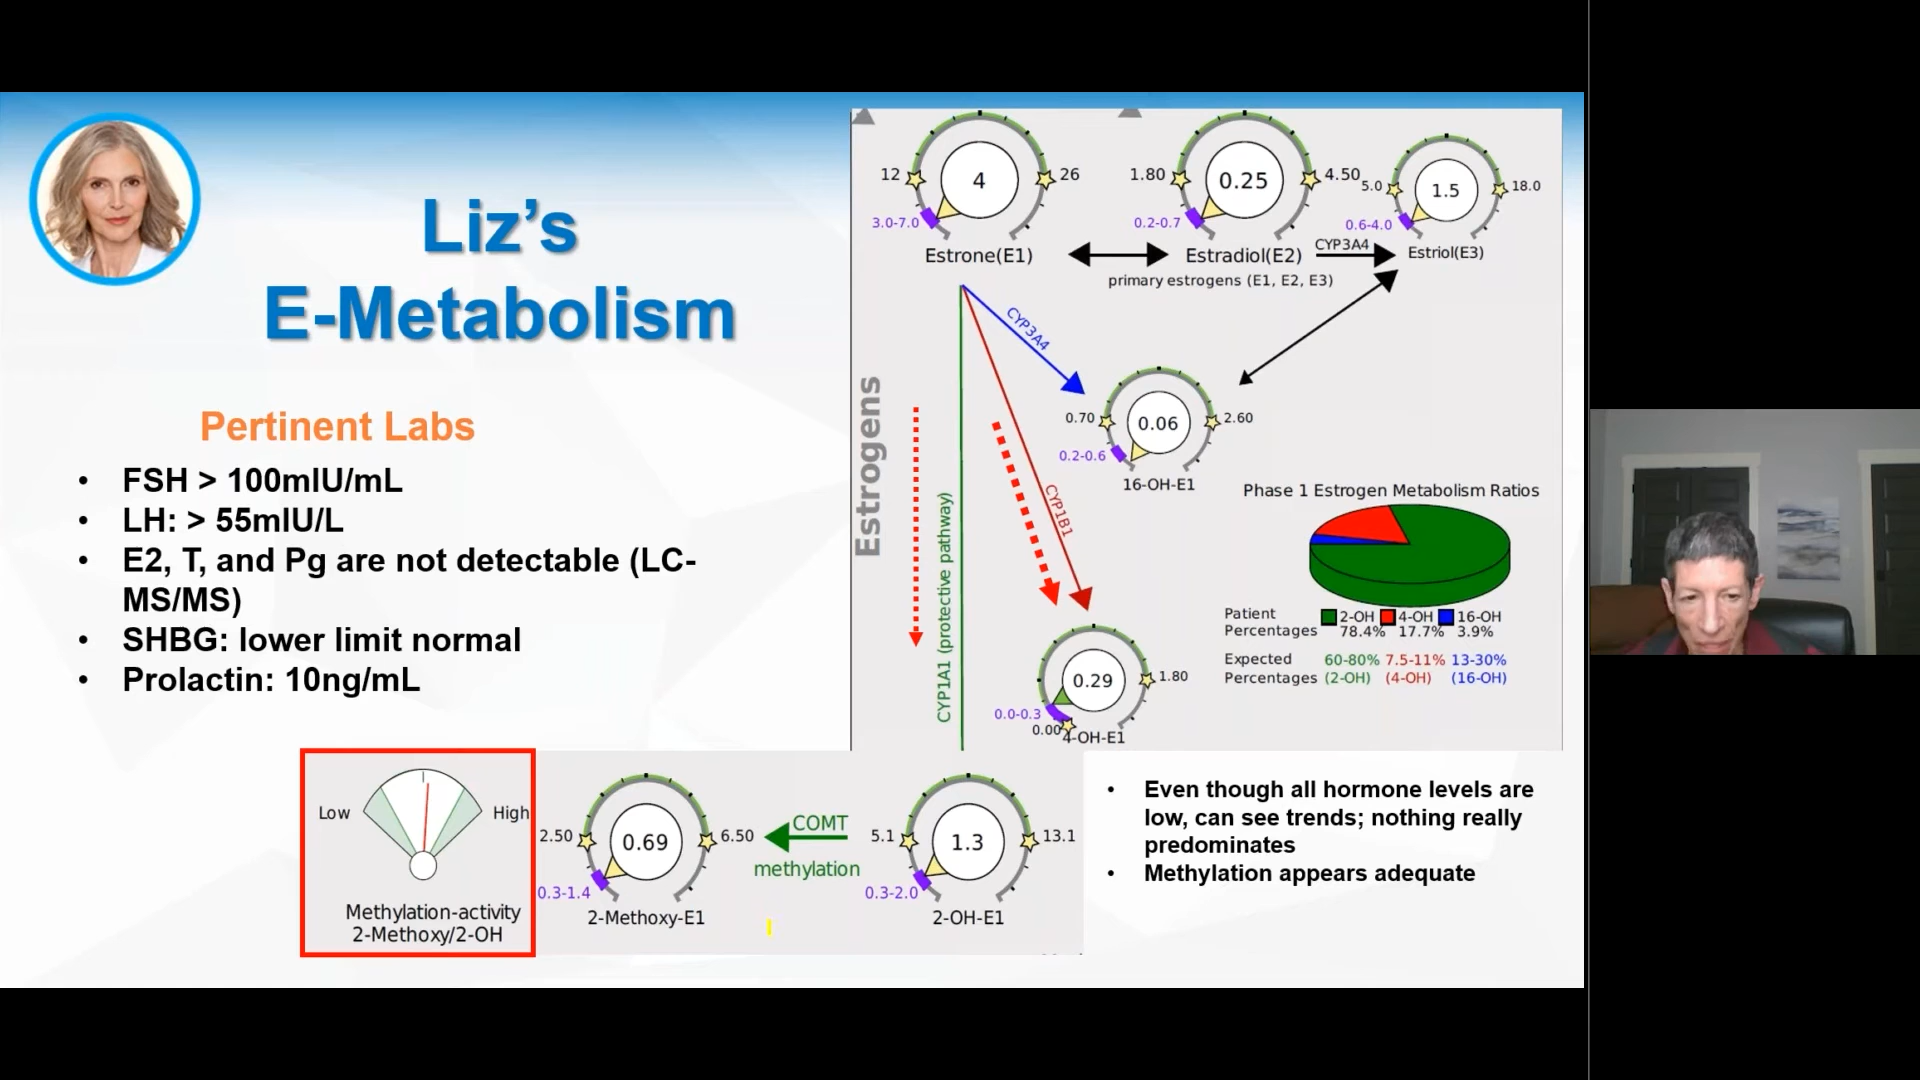 Liz’s
E-Metabolism
Pertinent Labs
• FSH > 100mIU/mL
• LH: > 55mIU/L
• E2, T, and Pg are not detectable (LC-
MS/MS)
• SHBG: lower limit normal
• Prolactin: 10ng/mL
Estrogens
12 4 26
3.0-7.0
Estrone(E1)
1.80 0.25 4.50
0.2-0.7
Estradiol(E2)
CYP3A4
5.0 1.5 18.0
0.6-4.0
Estriol(E3)
primary estrogens (E1, E2, E3)
CYP3A4
0.70 0.06 2.60
0.2-0.6
16-OH-E1
CYP1B1
CYP1A1 (protective pathway)
Phase 1 Estrogen Metabolism Ratios
Patient 2-OH 4-OH 16-OH
Percentages 78.4% 17.7% 3.9%
Expected 60-80% 7.5-11% 13-30%
Percentages (2-OH) (4-OH) (16-OH)
0.29 1.80
0.0-0.3
0.00
4-OH-E1
Low High
Methylation-activity
2-Methoxy/2-OH
2.50 0.69 6.50
0.3-1.4
2-Methoxy-E1
COMT
methylation
5.1 1.3 13.1
0.3-2.0
2-OH-E1
• Even though all hormone levels are
low, can see trends; nothing really
predominates
• Methylation appears adequate